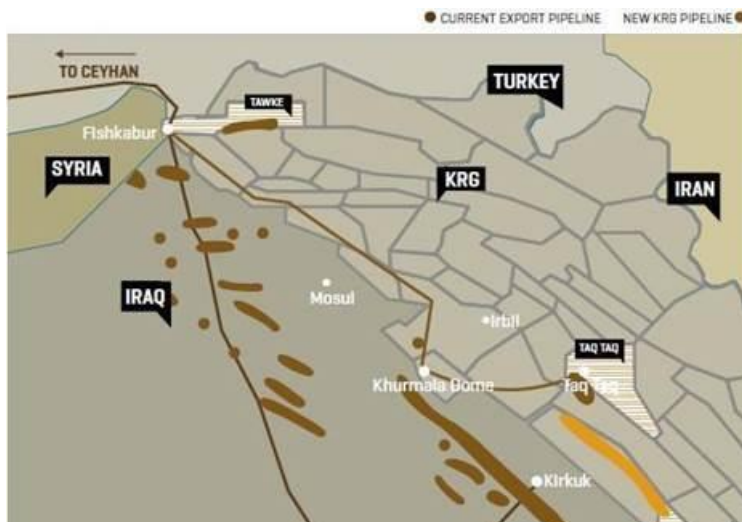 CURRENT EXPORT PIPELINE NEW KRG PIPELINE
TO CEYHAN
TAWKE
TURKEY
Fishkabur
SYRIA
KRG
IRAN
IRAQ
Mosul
Irbil
TAQ TAQ
Khurmala Dome
Taq Taq
Kirkuk